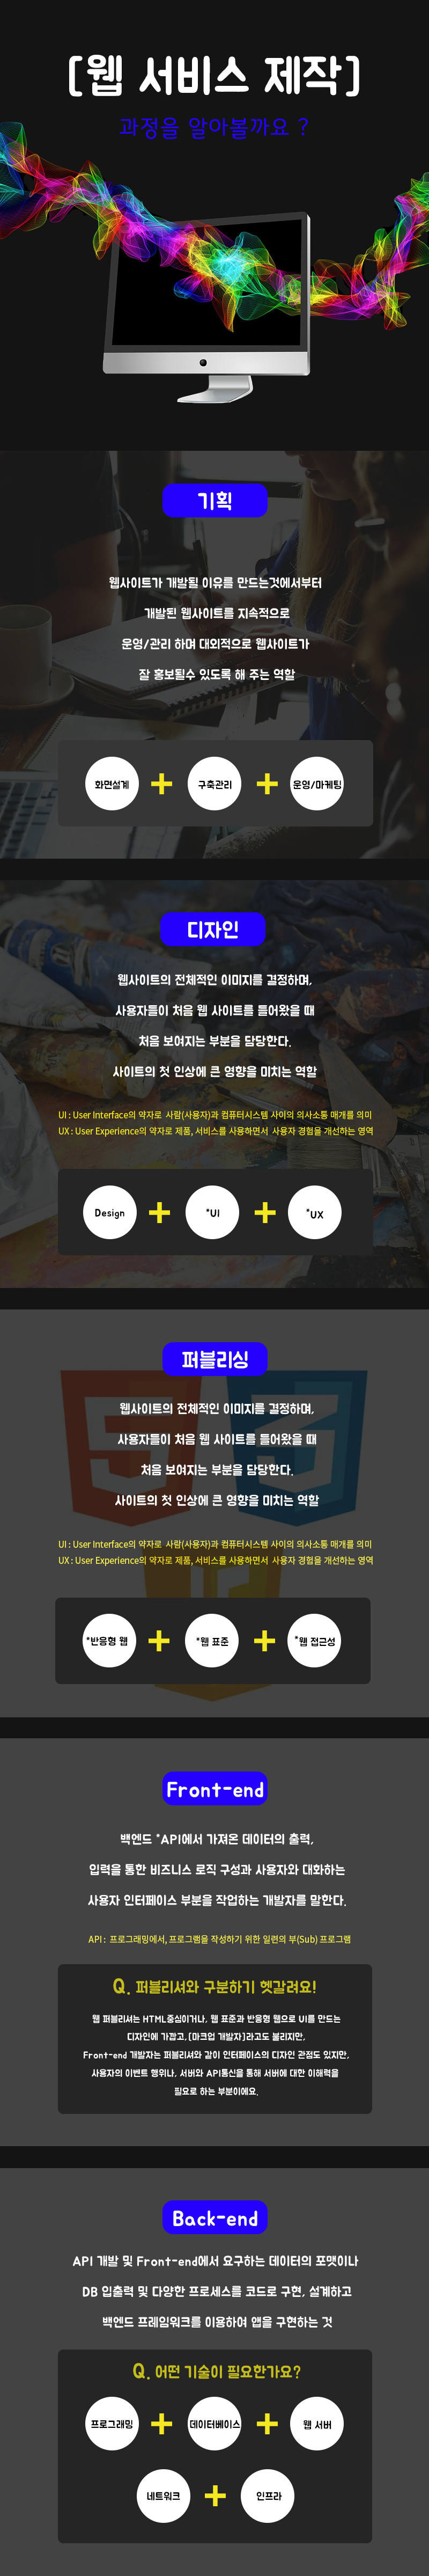 [웹 서비스 제작]
과정을 알아볼까요 ?
기획
웹사이트가 개발될 이유를 만드는것에서부터
개발된 웹사이트를 지속적으로
운영/관리 하며 대외적으로 웹사이트가
잘 홍보될수 있도록 해 주는 역할
화면설계 + 구축관리 + 운영/마케팅
디자인
웹사이트의 전체적인 이미지를 결정하며,
사용자들이 처음 웹 사이트를 들어왔을 때
처음 보여지는 부분을 담당한다.
사이트의 첫 인상에 큰 영향을 미치는 역할
UI : User Interface의 약자로 사람(사용자)과 컴퓨터시스템 사이의 의사소통 매개를 의미
UX : User Experience의 약자로 제품, 서비스를 사용하면서 사용자 경험을 개선하는 영역
Design + *UI + *UX
퍼블리싱
웹사이트의 전체적인 이미지를 결정하며,
사용자들이 처음 웹 사이트를 들어왔을 때
처음 보여지는 부분을 담당한다.
사이트의 첫 인상에 큰 영향을 미치는 역할
UI : User Interface의 약자로 사람(사용자)과 컴퓨터시스템 사이의 의사소통 매개를 의미
UX : User Experience의 약자로 제품, 서비스를 사용하면서 사용자 경험을 개선하는 영역
*반응형 웹 + *웹 표준 + *웹 접근성
Front-end
백엔드 *API에서 가져온 데이터의 출력,
입력을 통한 비즈니스 로직 구성과 사용자와 대화하는
사용자 인터페이스 부분을 작업하는 개발자를 말한다.
API : 프로그래밍에서, 프로그램을 작성하기 위한 일련의 부(Sub) 프로그램
Q. 퍼블리셔와 구분하기 헷갈려요!
웹 퍼블리셔는 HTML중심이거나, 웹 표준과 반응형 웹으로 UI를 만드는
디자인에 가깝고, [마크업 개발자]라고도 불리지만,
Front-end 개발자는 퍼블리셔와 같이 인터페이스의 디자인 관점도 있지만,
사용자의 이벤트 행위나, 서버와 API통신을 통해 서버에 대한 이해력을
필요로 하는 부분이에요.
Back-end
API 개발 및 Front-end에서 요구하는 데이터의 포맷이나
DB 입출력 및 다양한 프로세스를 코드로 구현, 설계하고
백엔드 프레임워크를 이용하여 앱을 구현하는 것
Q. 어떤 기술이 필요한가요?
프로그래밍 + 데이터베이스 + 웹 서버
네트워크 + 인프라